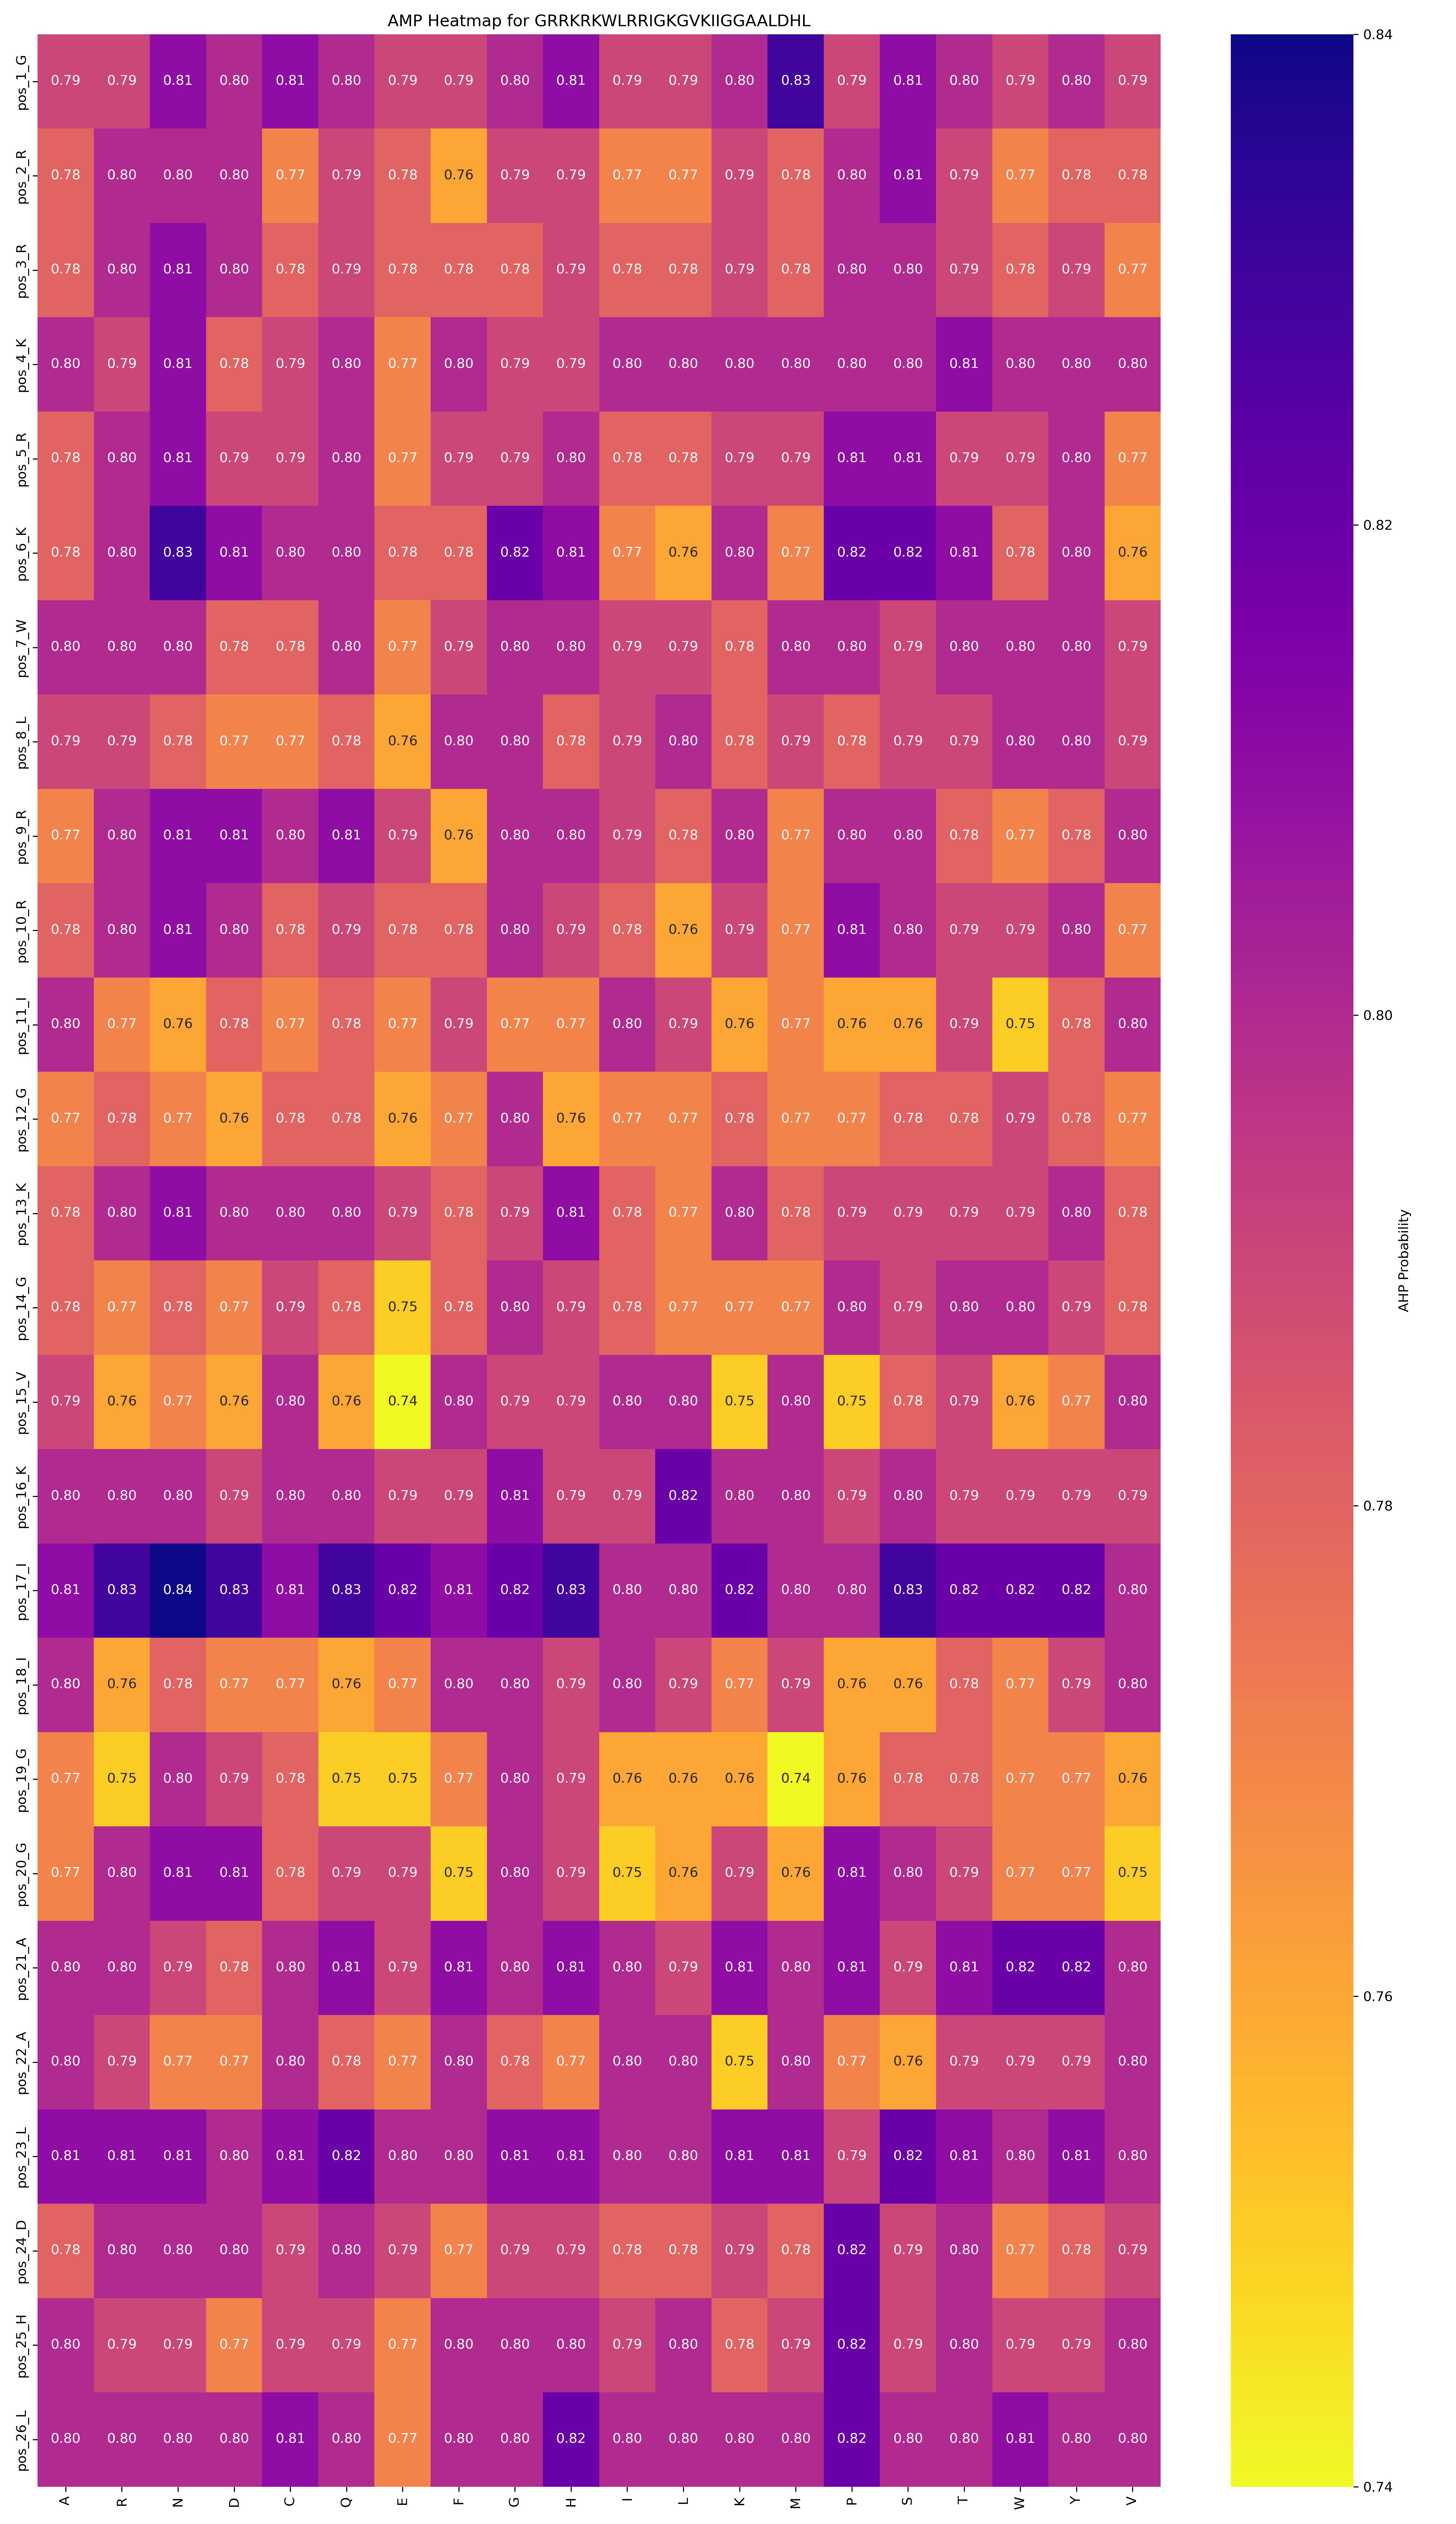 AMP Heatmap for GRRKRKWLRRIGKGVKIIGGAALDHL
pos_1_G 0.79 0.79 0.81 0.80 0.81 0.80 0.79 0.79 0.80 0.81 0.79 0.79 0.80 0.83 0.79 0.81 0.80 0.79 0.80 0.79
pos_2_R 0.78 0.80 0.80 0.80 0.77 0.79 0.78 0.76 0.79 0.79 0.77 0.77 0.79 0.78 0.80 0.81 0.79 0.77 0.78 0.78
pos_3_R 0.78 0.80 0.81 0.80 0.78 0.79 0.78 0.78 0.78 0.79 0.78 0.78 0.79 0.78 0.80 0.80 0.79 0.78 0.79 0.77
pos_4_K 0.80 0.79 0.81 0.78 0.79 0.80 0.77 0.80 0.79 0.79 0.80 0.80 0.80 0.80 0.80 0.80 0.81 0.80 0.80 0.80
pos_5_R 0.78 0.80 0.81 0.79 0.79 0.80 0.77 0.79 0.79 0.80 0.78 0.78 0.79 0.79 0.81 0.81 0.79 0.79 0.80 0.77
pos_6_K 0.78 0.80 0.83 0.81 0.80 0.80 0.78 0.78 0.82 0.81 0.77 0.76 0.80 0.77 0.82 0.82 0.81 0.78 0.80 0.76
pos_7_W 0.80 0.80 0.80 0.78 0.78 0.80 0.77 0.79 0.80 0.80 0.79 0.79 0.78 0.80 0.80 0.79 0.80 0.80 0.80 0.79
pos_8_L 0.79 0.79 0.78 0.77 0.77 0.78 0.76 0.80 0.80 0.78 0.79 0.80 0.78 0.79 0.78 0.79 0.79 0.80 0.80 0.79
pos_9_R 0.77 0.80 0.81 0.81 0.80 0.81 0.79 0.76 0.80 0.80 0.79 0.78 0.79 0.77 0.80 0.80 0.78 0.77 0.78 0.80
pos_10_R 0.78 0.80 0.81 0.80 0.78 0.79 0.78 0.78 0.80 0.79 0.78 0.76 0.79 0.77 0.81 0.80 0.79 0.79 0.80 0.77
pos_11_I 0.80 0.77 0.76 0.78 0.77 0.78 0.77 0.79 0.77 0.77 0.80 0.79 0.76 0.77 0.76 0.76 0.79 0.75 0.78 0.80
pos_12_G 0.77 0.78 0.77 0.76 0.78 0.78 0.76 0.77 0.80 0.76 0.77 0.77 0.78 0.77 0.77 0.78 0.78 0.79 0.78 0.77
pos_13_K 0.78 0.80 0.81 0.80 0.80 0.80 0.79 0.78 0.79 0.81 0.78 0.77 0.80 0.78 0.79 0.79 0.79 0.79 0.80 0.78
pos_14_G 0.78 0.77 0.78 0.77 0.79 0.78 0.75 0.78 0.80 0.79 0.78 0.77 0.77 0.77 0.80 0.79 0.80 0.80 0.79 0.78
pos_15_V 0.79 0.76 0.77 0.76 0.80 0.76 0.74 0.80 0.79 0.79 0.80 0.80 0.75 0.80 0.75 0.78 0.79 0.76 0.77 0.80
pos_16_K 0.80 0.80 0.80 0.79 0.80 0.80 0.79 0.79 0.81 0.79 0.79 0.82 0.80 0.80 0.79 0.80 0.79 0.79 0.79 0.79
pos_17_I 0.81 0.83 0.84 0.83 0.81 0.83 0.82 0.81 0.82 0.83 0.80 0.80 0.82 0.80 0.80 0.83 0.82 0.82 0.82 0.80
pos_18_I 0.80 0.76 0.78 0.77 0.77 0.76 0.77 0.80 0.80 0.79 0.80 0.79 0.77 0.79 0.76 0.76 0.78 0.77 0.79 0.80
pos_19_G 0.77 0.75 0.80 0.79 0.78 0.75 0.75 0.77 0.80 0.79 0.76 0.76 0.76 0.74 0.76 0.78 0.78 0.77 0.77 0.76
pos_20_G 0.77 0.80 0.81 0.81 0.78 0.79 0.79 0.75 0.80 0.79 0.75 0.76 0.79 0.76 0.81 0.80 0.79 0.77 0.77 0.75
pos_21_A 0.80 0.80 0.79 0.78 0.80 0.81 0.79 0.81 0.80 0.81 0.80 0.79 0.81 0.80 0.81 0.79 0.81 0.82 0.82 0.80
pos_22_A 0.80 0.79 0.77 0.77 0.80 0.78 0.77 0.80 0.78 0.77 0.80 0.80 0.75 0.80 0.77 0.76 0.79 0.79 0.79 0.80
pos_23_L 0.81 0.81 0.81 0.80 0.81 0.82 0.80 0.80 0.81 0.81 0.80 0.80 0.81 0.81 0.79 0.82 0.81 0.80 0.81 0.80
pos_24_D 0.78 0.80 0.80 0.80 0.79 0.80 0.79 0.77 0.79 0.79 0.78 0.78 0.79 0.78 0.82 0.79 0.80 0.77 0.78 0.79
pos_25_H 0.80 0.79 0.79 0.77 0.79 0.79 0.77 0.80 0.80 0.80 0.79 0.80 0.78 0.79 0.82 0.79 0.80 0.79 0.79 0.80
pos_26_L 0.80 0.80 0.80 0.80 0.81 0.80 0.77 0.80 0.80 0.82 0.80 0.80 0.80 0.80 0.82 0.80 0.80 0.81 0.80 0.80
A R N D C Q E F G H I L K M P S T W Y V
0.84
0.82
0.80
0.78
0.76
0.74
AHP Probability